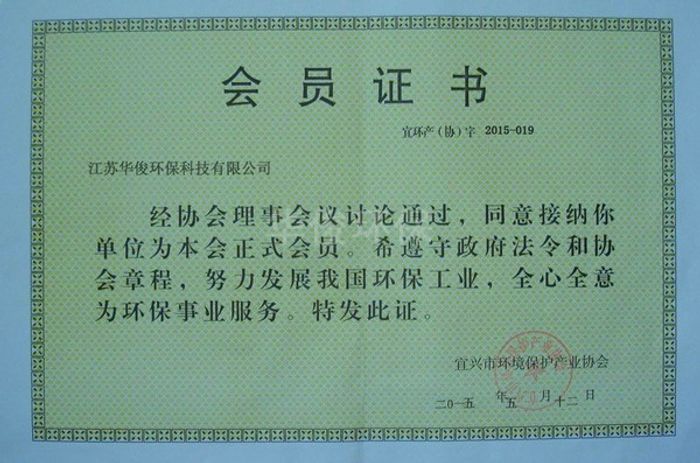 会员证书
宜环产(协)字 2015-019
江苏华俊环保科技有限公司
经协会理事会议讨论通过，同意接纳你
单位为本会正式会员。希遵守政府法令和协
会章程，努力发展我国环保工业，全心全意
为环保事业服务。特发此证。
宜兴市环境保护产业协会
二〇一五 年 五 月 十二 日